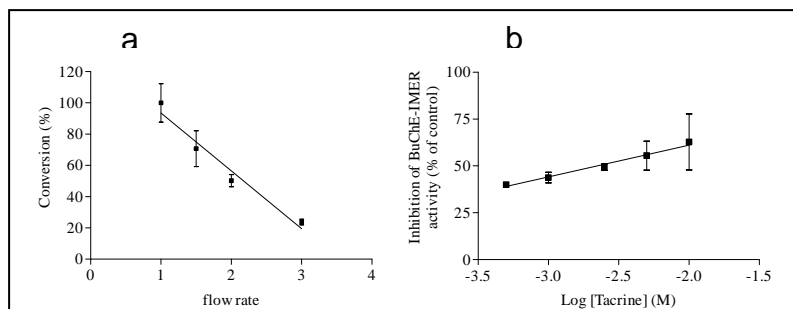 a
120
100
80
60
40
20
0
0 1 2 3 4
Conversion (%)
flow rate
b
100
75
50
25
0
-3.5 -3.0 -2.5 -2.0 -1.5
Inhibition of BuChE-IMER
activity (% of control)
Log [Tacrine] (M)